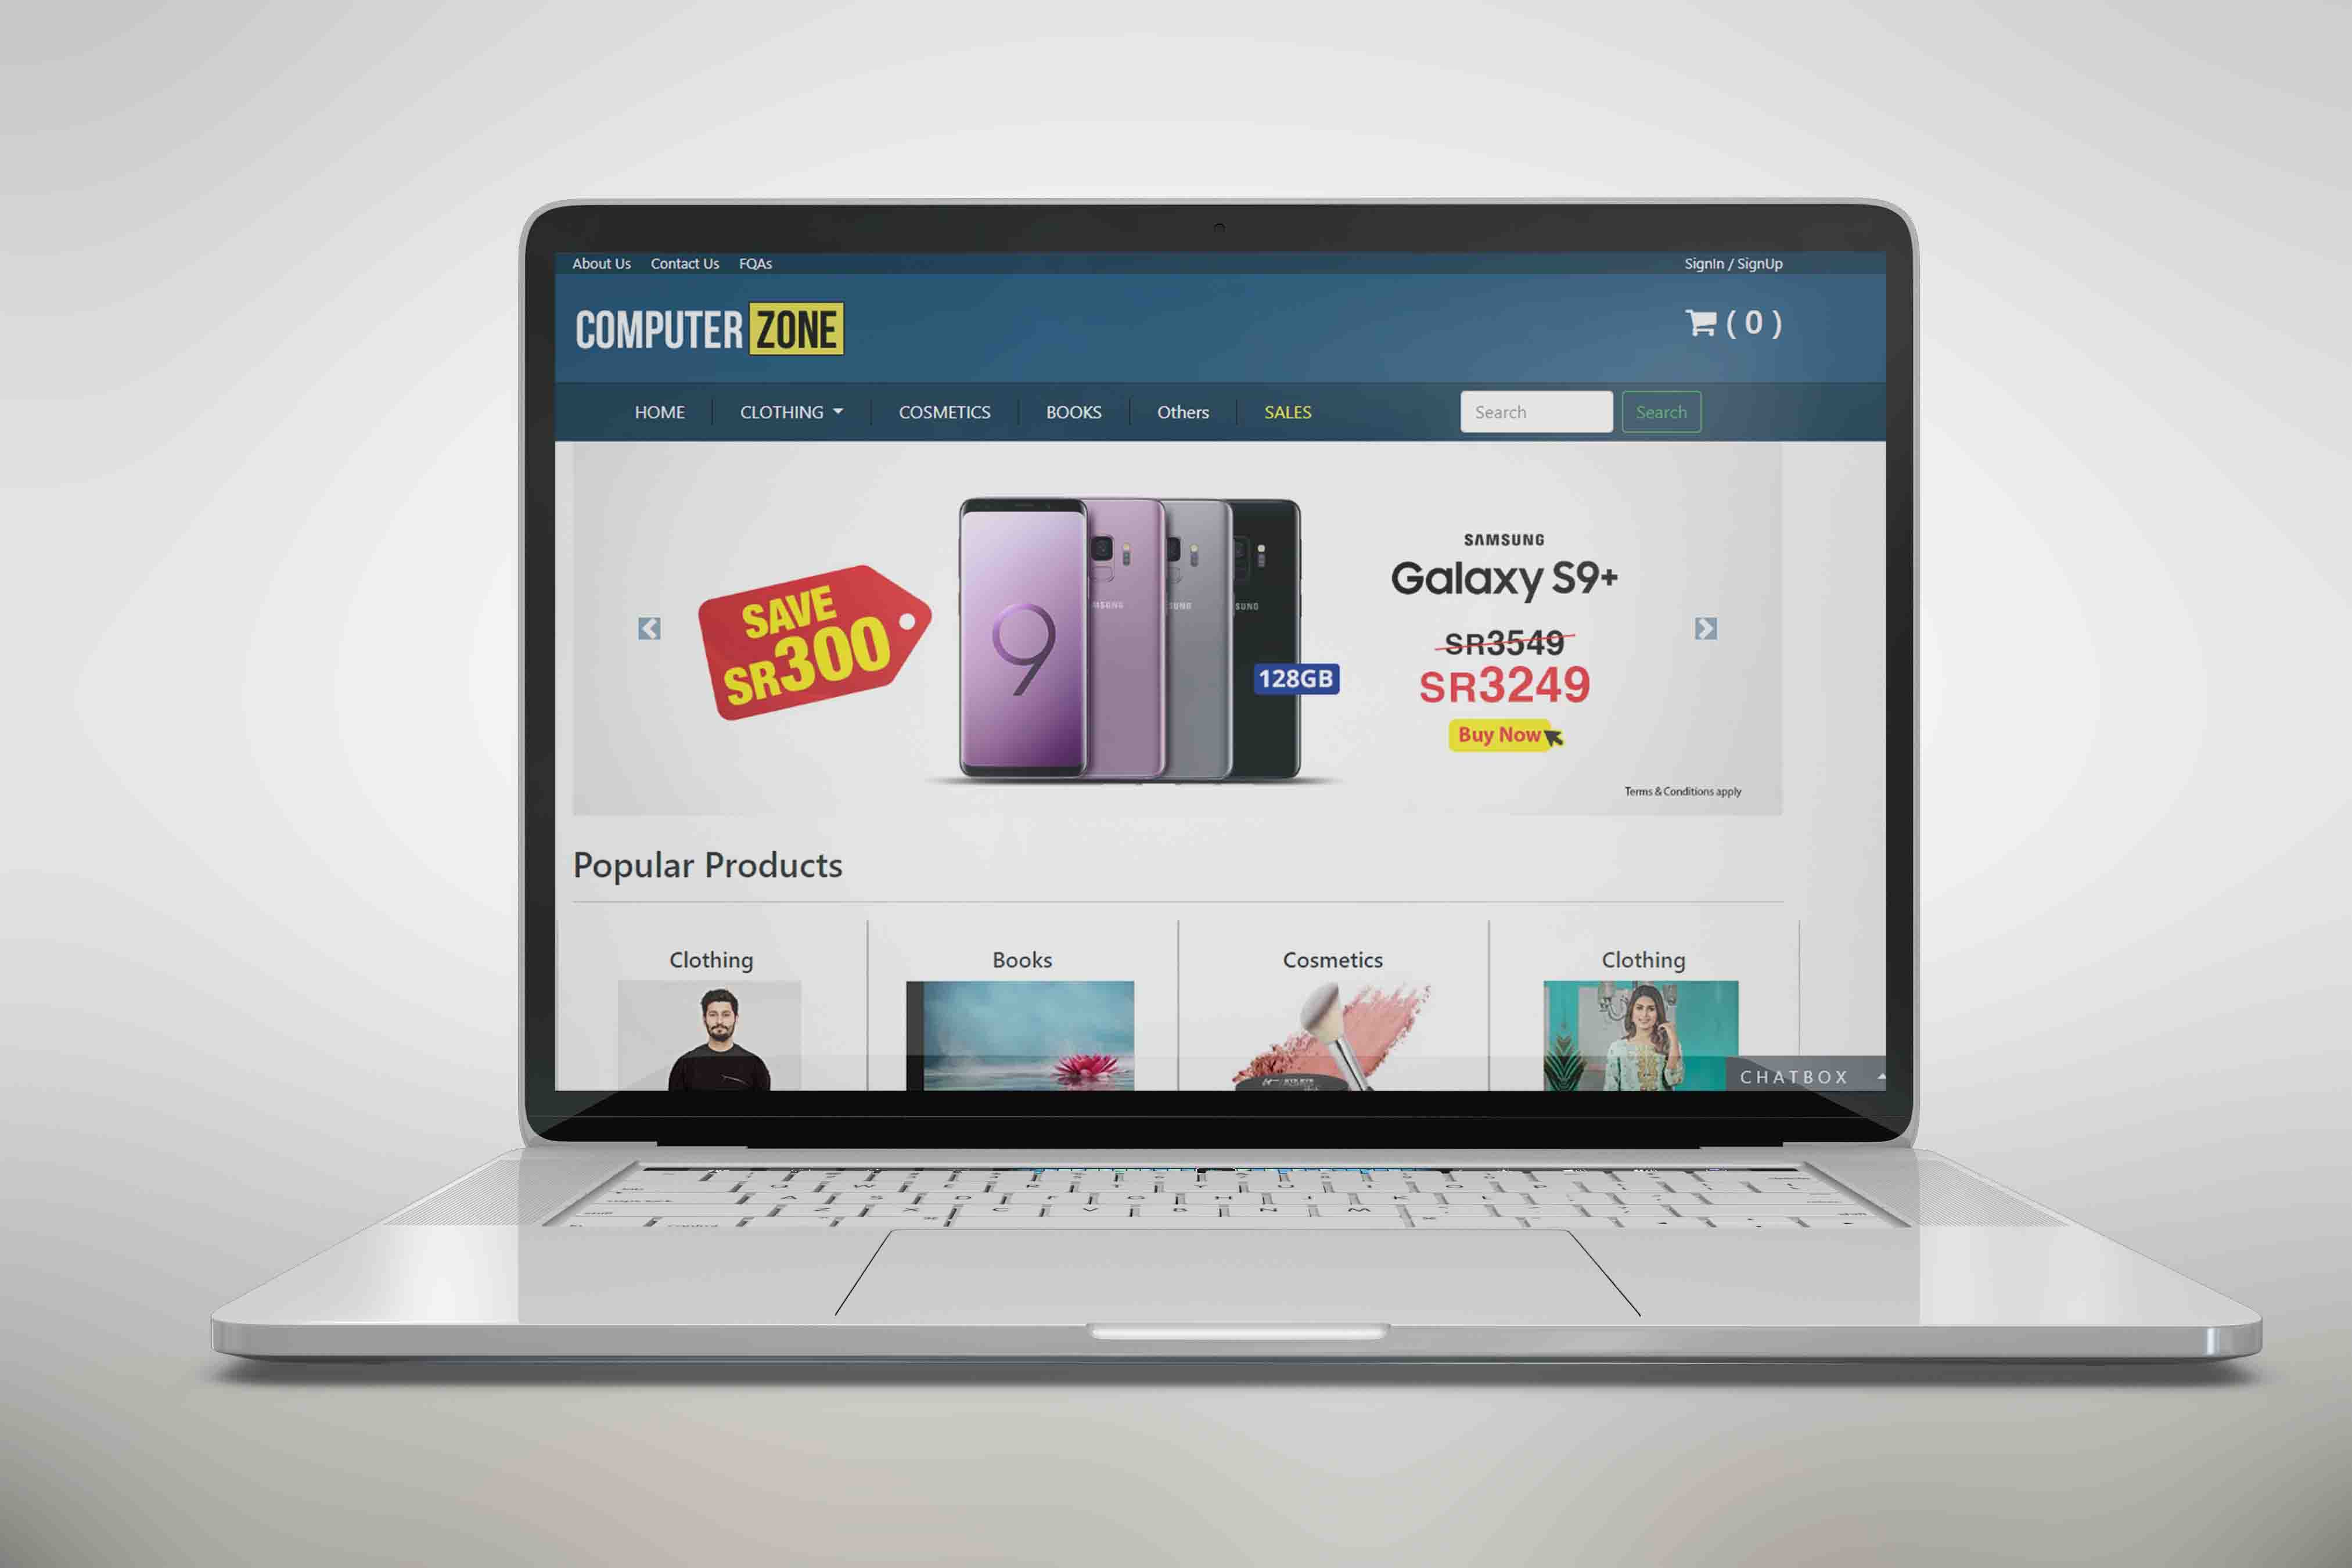 About Us Contact Us FQAs SignIn / SignUp
COMPUTER ZONE ( 0 )
HOME CLOTHING COSMETICS BOOKS Others SALES Search Search
SAVE
SR300
9
SAMSUNG
Galaxy S9+
SR3549
SR3249
128GB
Buy Now
Terms & Conditions apply
Popular Products
Clothing Books Cosmetics Clothing
CHATBOX
Q W E R T Y U I O P
A S D F G H J K L
Z X C V B N M